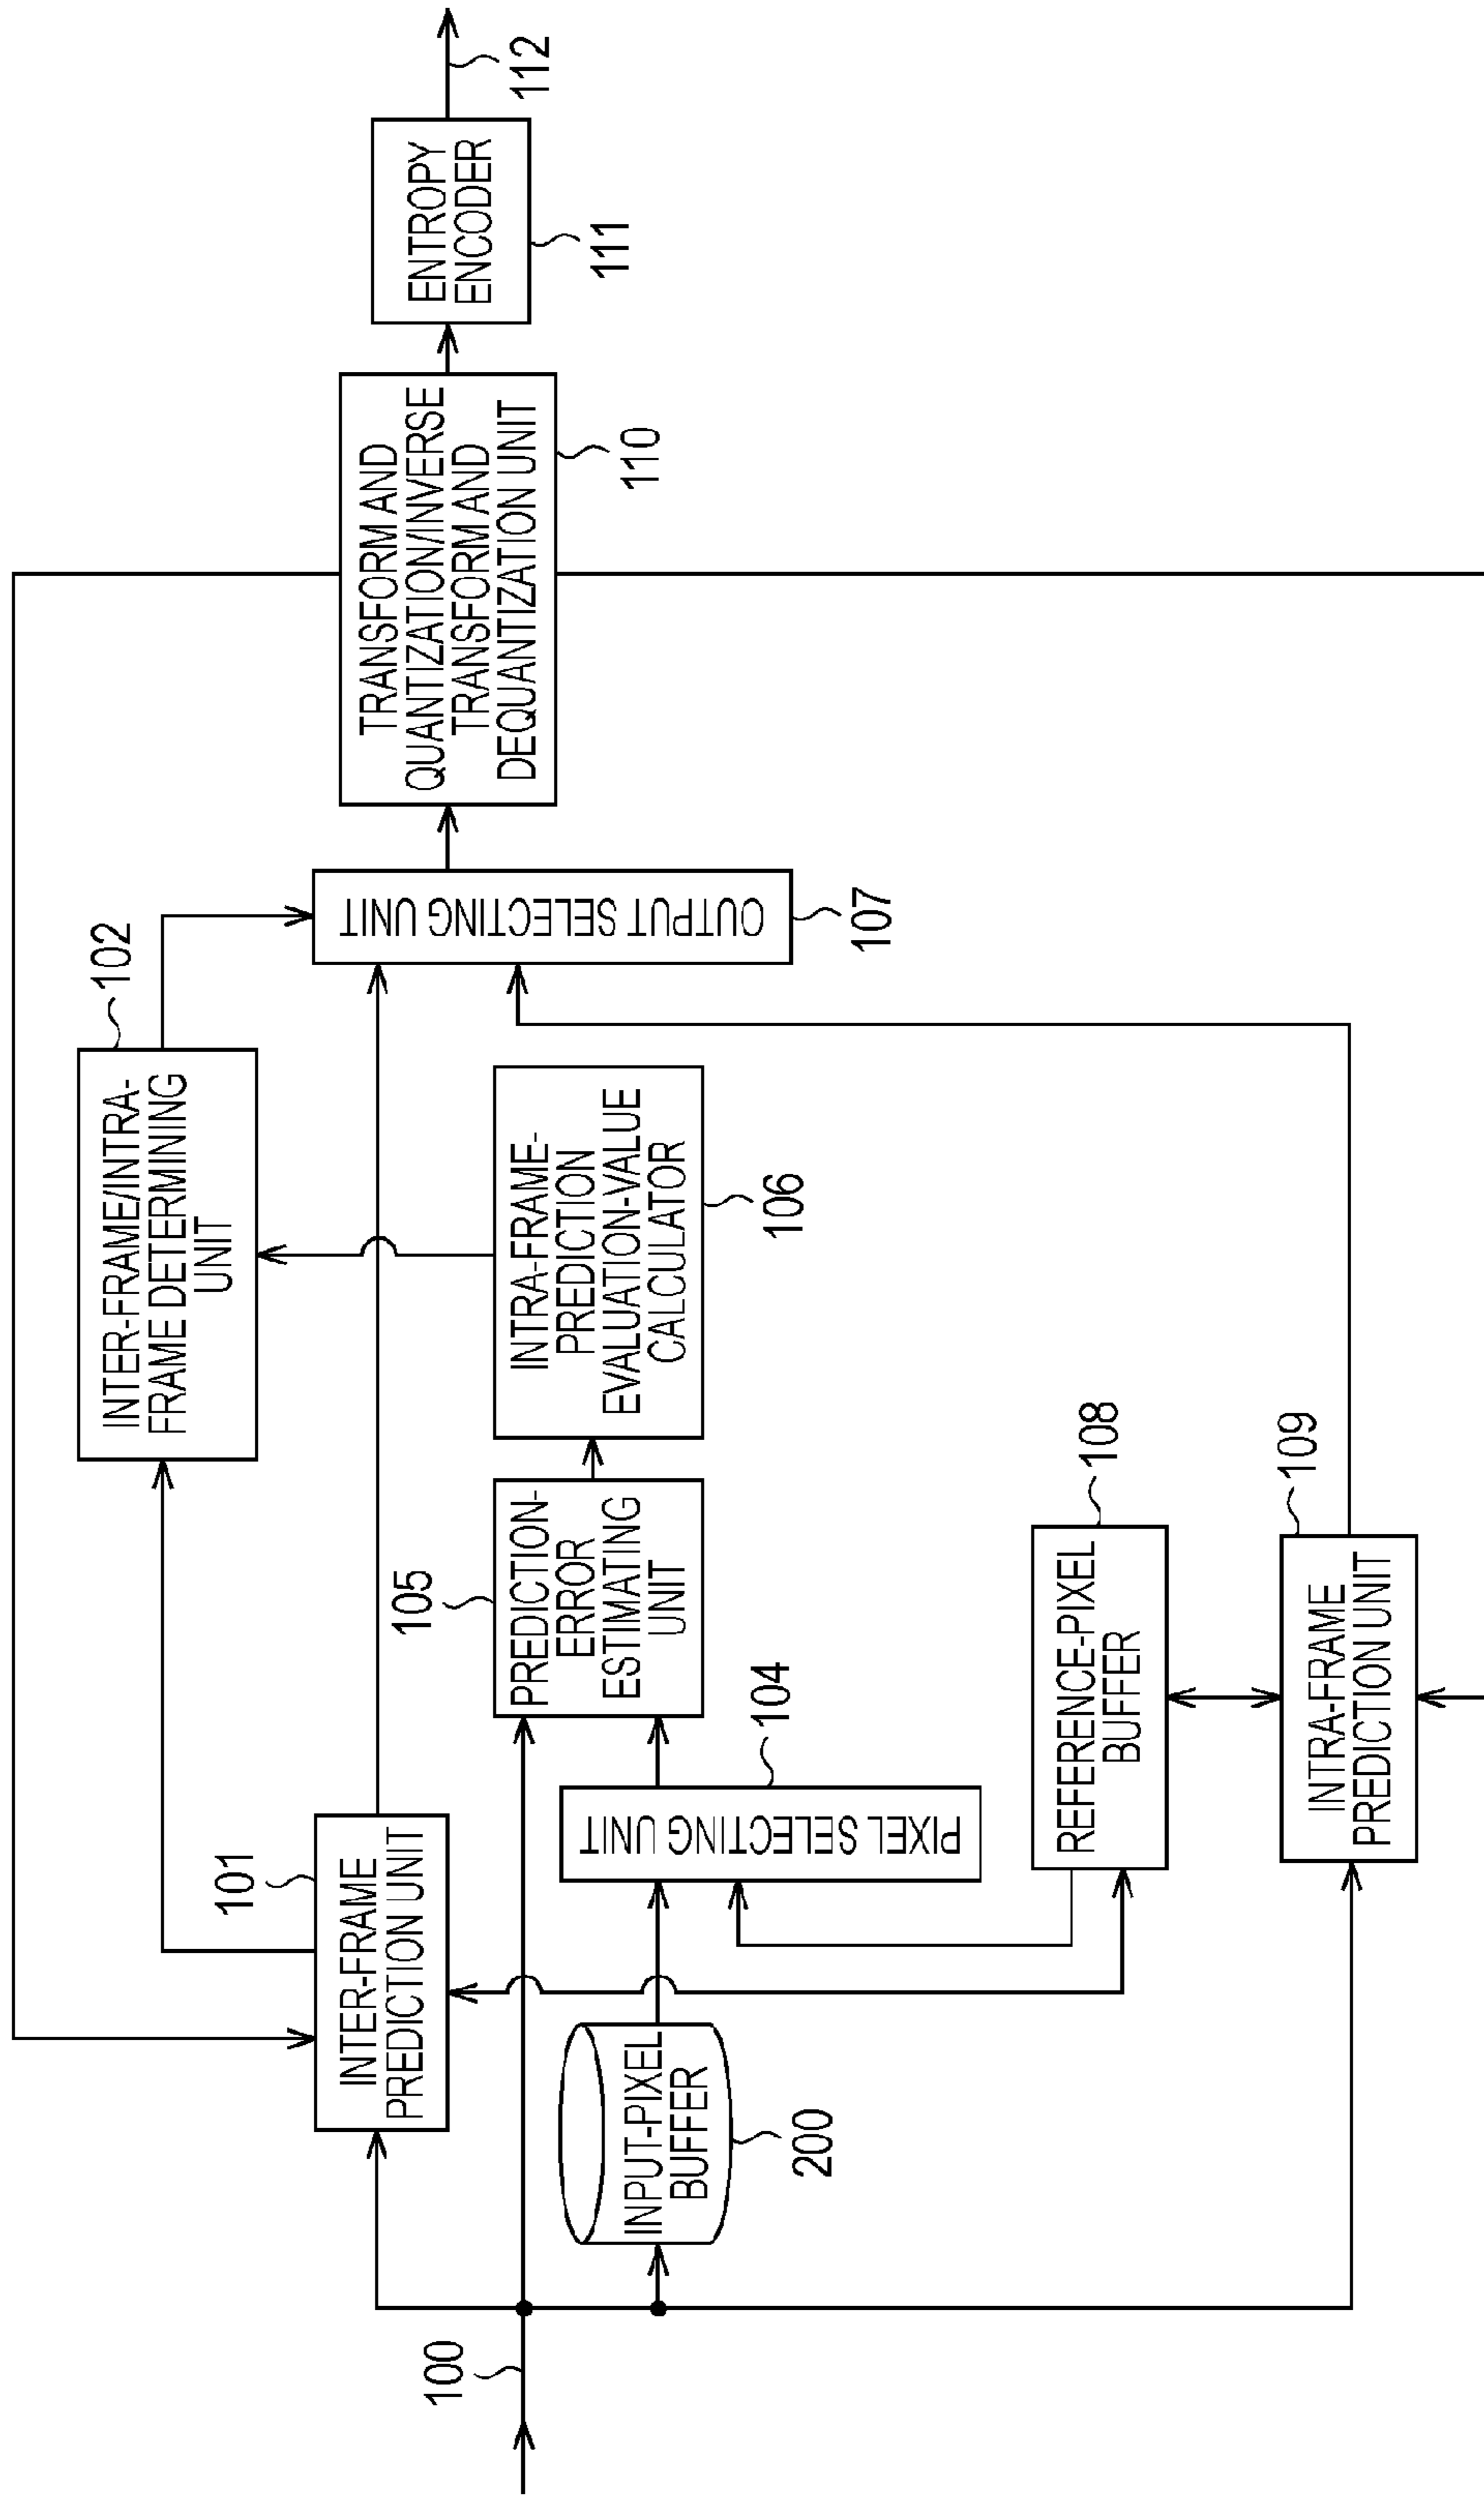 100
INTER-FRAME
PREDICTION UNIT
101
INTER-FRAME/INTRA-
FRAME DETERMINING
UNIT
102
INPUT-PIXEL
BUFFER
200
PIXEL SELECTING UNIT
104
PREDICTION-
ERROR
ESTIMATING
UNIT
105
INTRA-FRAME-
PREDICTION
EVALUATION-VALUE
CALCULATOR
106
OUTPUT SELECTING UNIT
107
REFERENCE-PIXEL
BUFFER
108
INTRA-FRAME
PREDICTION UNIT
109
TRANSFORM AND
QUANTIZATION/INVERSE
TRANSFORM AND
DEQUANTIZATION UNIT
110
ENTROPY
ENCODER
111
112